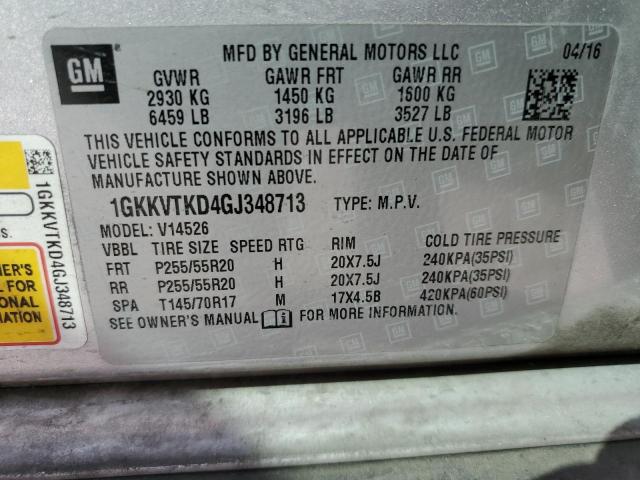 GM
MFD BY GENERAL MOTORS LLC 04/16
GVWR GAWR FRT GAWR RR
2930 KG 1450 KG 1600 KG
6459 LB 3196 LB 3527 LB
THIS VEHICLE CONFORMS TO ALL APPLICABLE U.S. FEDERAL MOTOR
VEHICLE SAFETY STANDARDS IN EFFECT ON THE DATE OF
MANUFACTURE SHOWN ABOVE.
1GKKVTKD4GJ348713 TYPE: M.P.V.
MODEL: V14526
VBBL TIRE SIZE SPEED RTG RIM COLD TIRE PRESSURE
FRT P255/55R20 H 20X7.5J 240KPA(35PSI)
RR P255/55R20 H 20X7.5J 240KPA(35PSI)
SPA T145/70R17 M 17X4.5B 420KPA(60PSI)
SEE OWNER'S MANUAL FOR MORE INFORMATION.
1GKKVTKD4GJ348713
NER'S
FOR
ONAL